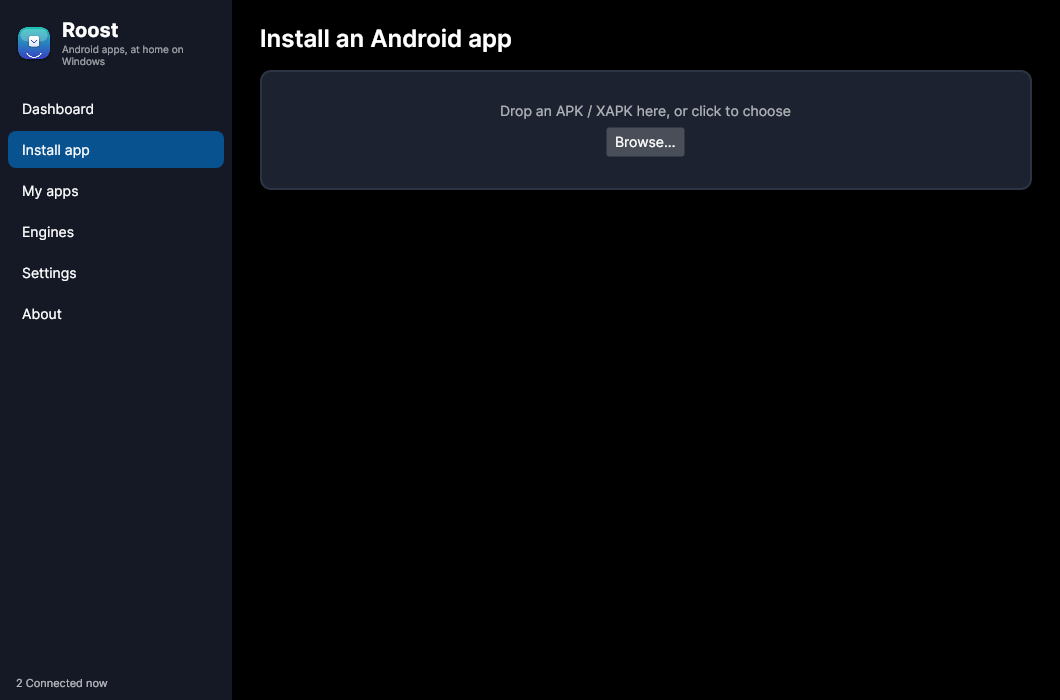 Roost
Android apps, at home on
Windows
Dashboard
Install app
My apps
Engines
Settings
About
2 Connected now
Install an Android app
Drop an APK / XAPK here, or click to choose
Browse...